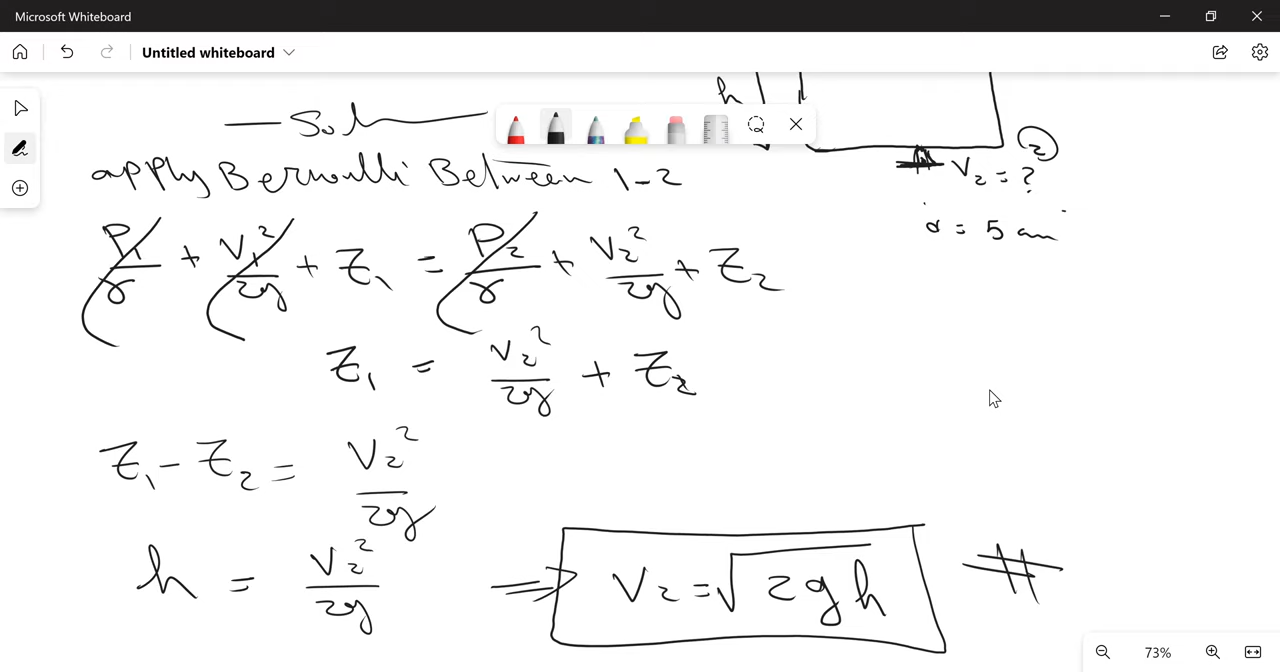 Microsoft Whiteboard
Untitled whiteboard
h
Sol
2
V₂ = ?
d = 5 cm
apply Bernoulli Between 1-2
P₁/γ + V₁²/2g + Z₁ = P₂/γ + V₂²/2g + Z₂
Z₁ = V₂²/2g + Z₂
Z₁ - Z₂ = V₂²/2g
h = V₂²/2g ⇒ V₂ = √2gh #
73%